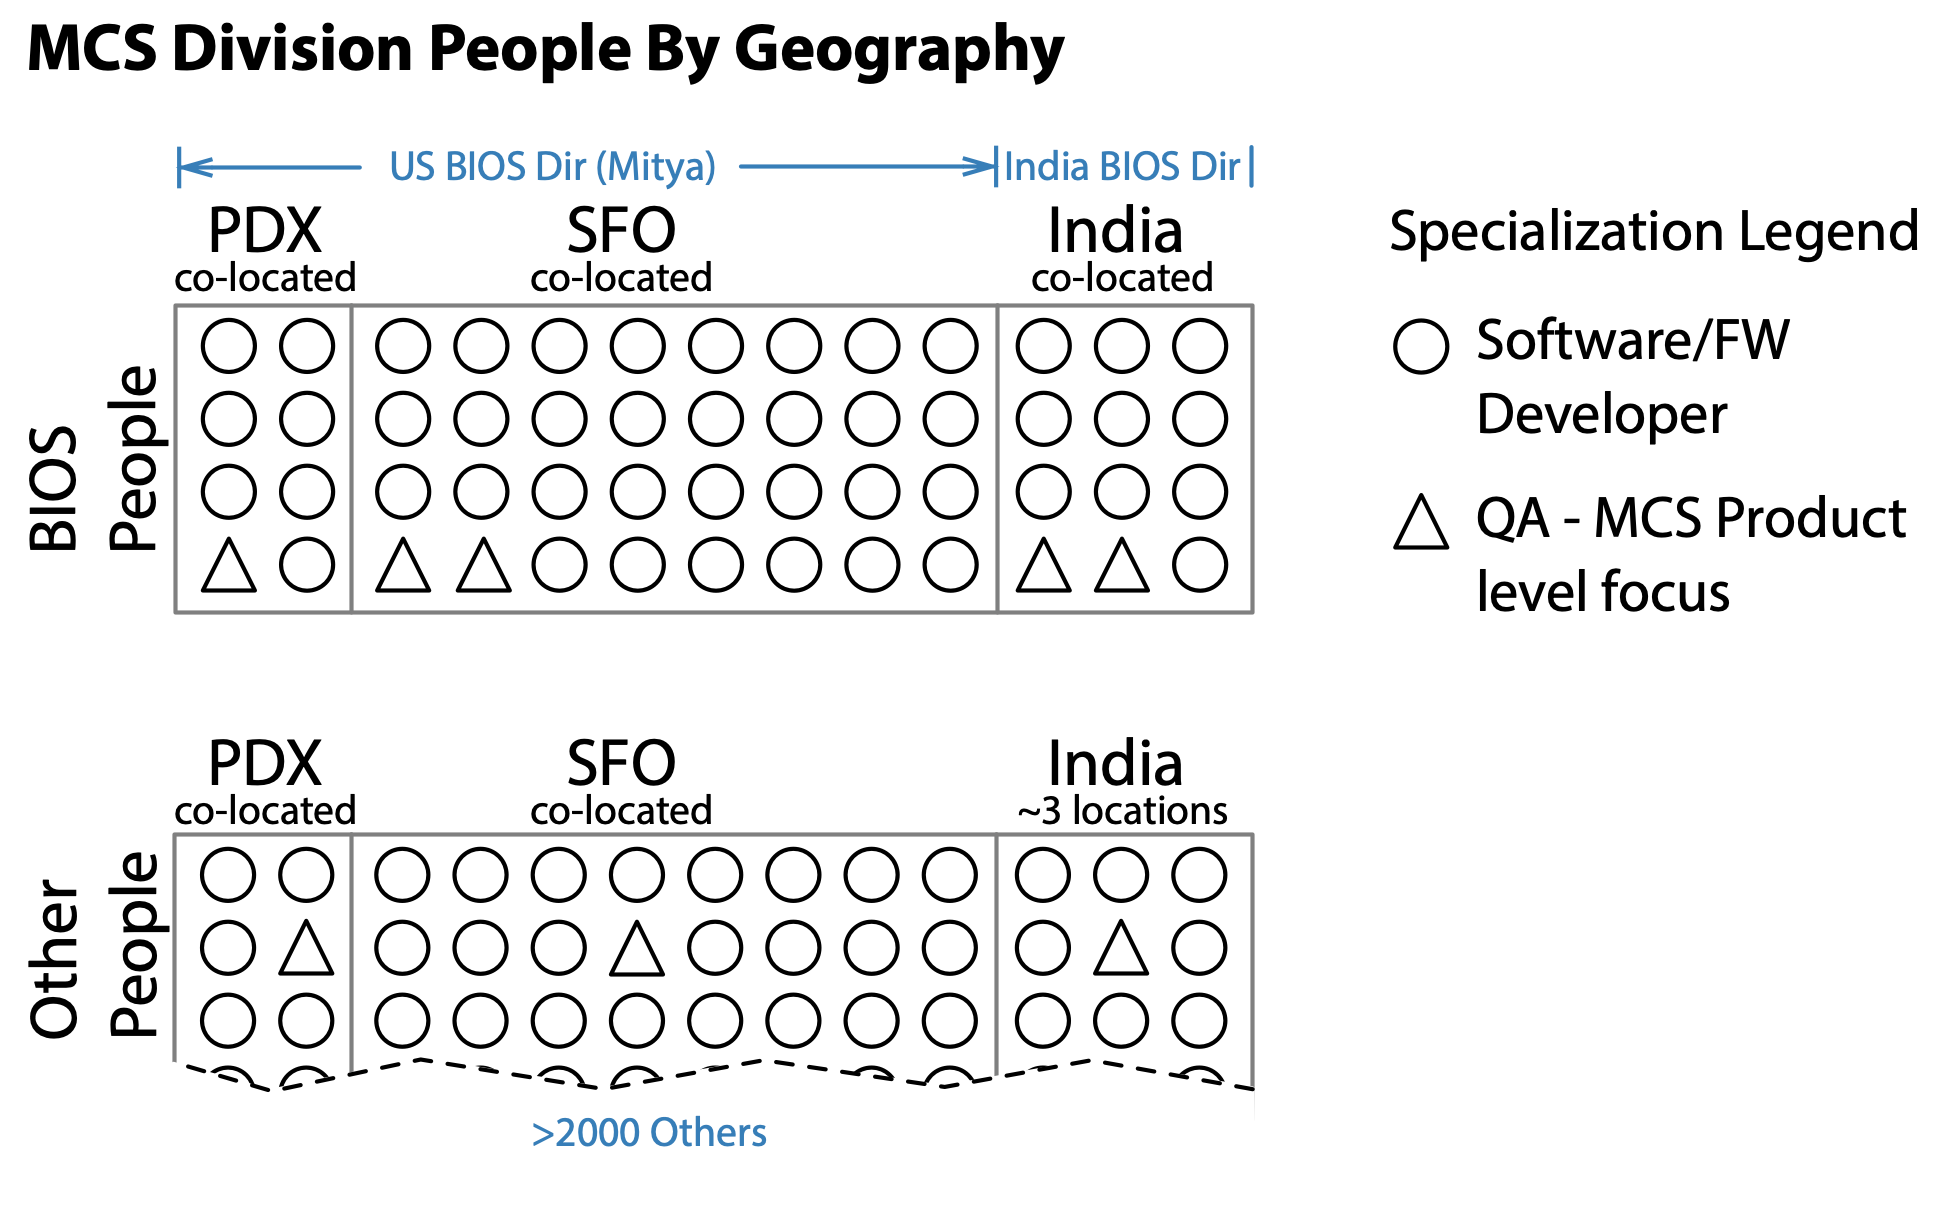 MCS Division People By Geography
US BIOS Dir (Mitya)
India BIOS Dir
PDX
co-located
SFO
co-located
India
co-located
BIOS
People
Specialization Legend
Software/FW
Developer
QA - MCS Product
level focus
PDX
co-located
SFO
co-located
India
~3 locations
Other
People
>2000 Others